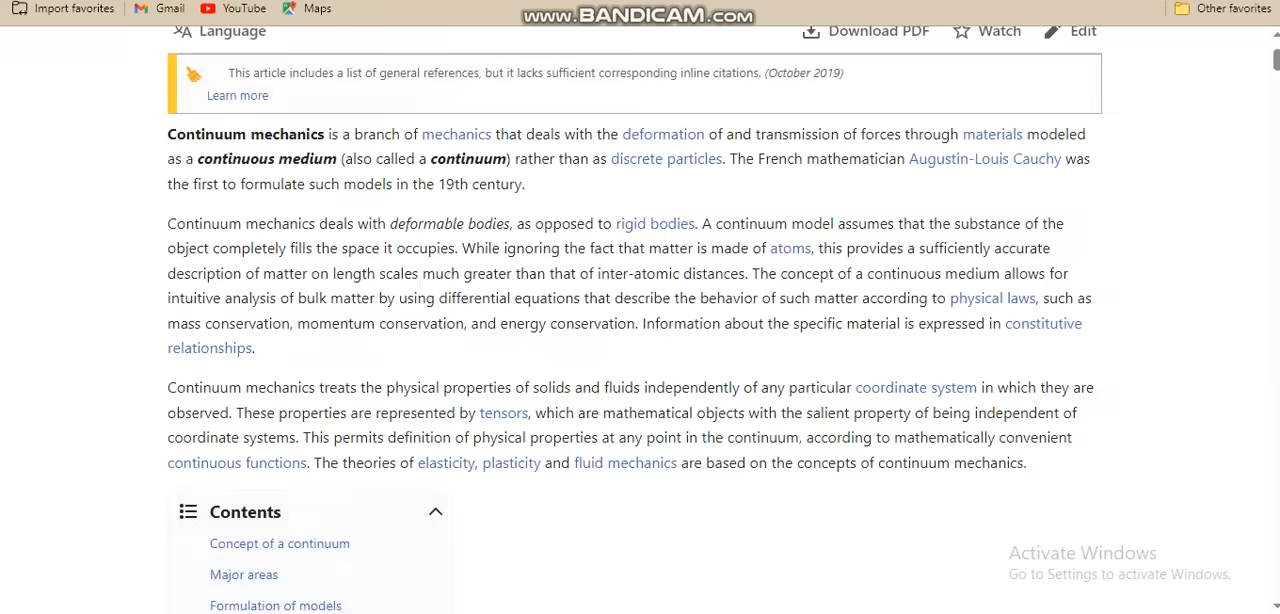 Import favorites Gmail YouTube Maps www.BANDICAM.com Other favorites
Language Download PDF Watch Edit
This article includes a list of general references, but it lacks sufficient corresponding inline citations. (October 2019)
Learn more
Continuum mechanics is a branch of mechanics that deals with the deformation of and transmission of forces through materials modeled
as a continuous medium (also called a continuum) rather than as discrete particles. The French mathematician Augustin-Louis Cauchy was
the first to formulate such models in the 19th century.
Continuum mechanics deals with deformable bodies, as opposed to rigid bodies. A continuum model assumes that the substance of the
object completely fills the space it occupies. While ignoring the fact that matter is made of atoms, this provides a sufficiently accurate
description of matter on length scales much greater than that of inter-atomic distances. The concept of a continuous medium allows for
intuitive analysis of bulk matter by using differential equations that describe the behavior of such matter according to physical laws, such as
mass conservation, momentum conservation, and energy conservation. Information about the specific material is expressed in constitutive
relationships.
Continuum mechanics treats the physical properties of solids and fluids independently of any particular coordinate system in which they are
observed. These properties are represented by tensors, which are mathematical objects with the salient property of being independent of
coordinate systems. This permits definition of physical properties at any point in the continuum, according to mathematically convenient
continuous functions. The theories of elasticity, plasticity and fluid mechanics are based on the concepts of continuum mechanics.
Contents
Concept of a continuum
Major areas
Formulation of models
Activate Windows
Go to Settings to activate Windows.